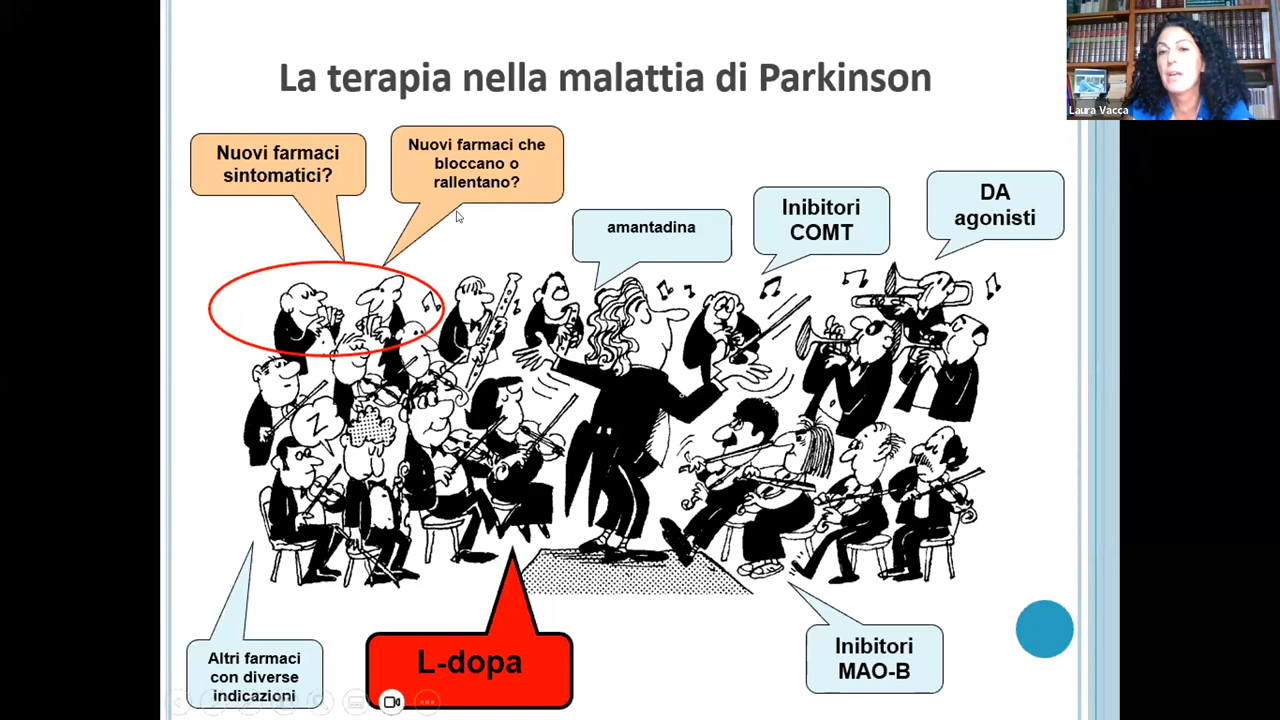 La terapia nella malattia di Parkinson
Laura Vacca
Nuovi farmaci
sintomatici?
Nuovi farmaci che
bloccano o
rallentano?
amantadina
Inibitori
COMT
DA
agonisti
Z
Altri farmaci
con diverse
indicazioni
L-dopa
Inibitori
MAO-B